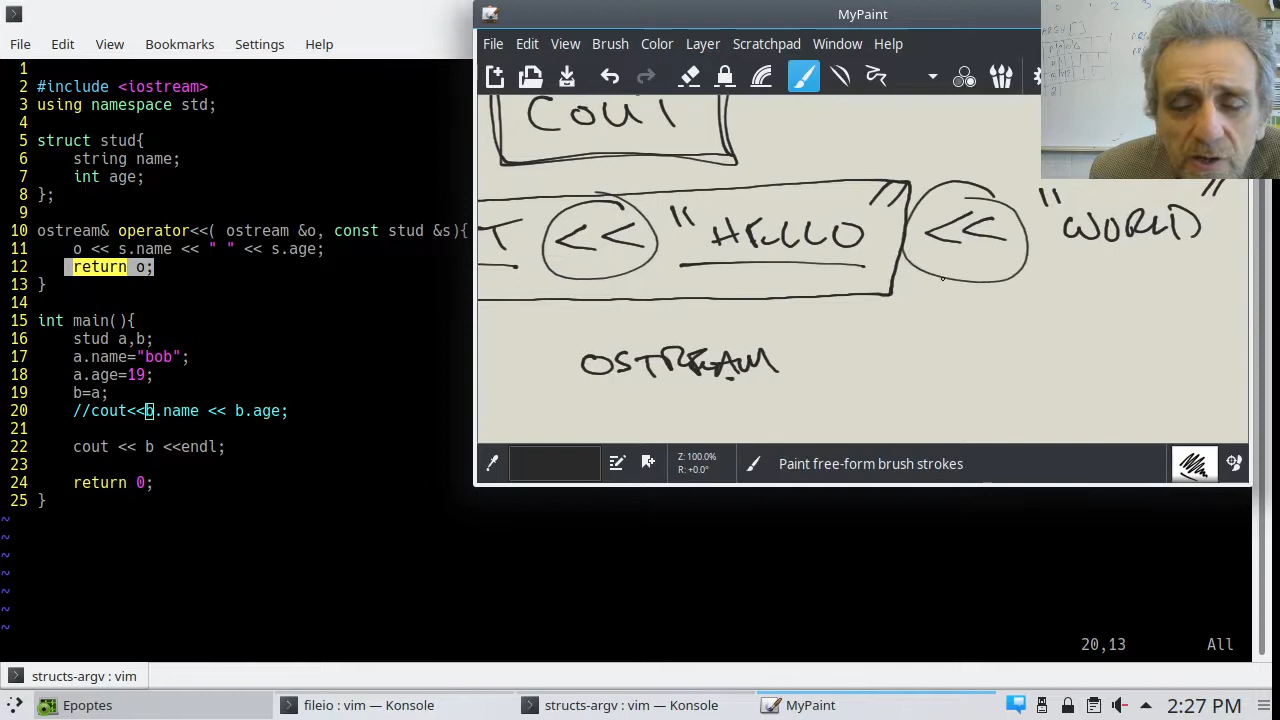 MyPaint
File Edit View Bookmarks Settings Help
File Edit View Brush Color Layer Scratchpad Window Help
1
2 #include <iostream>
3 using namespace std;
4
5 struct stud{
6 string name;
7 int age;
8 };
9
10 ostream& operator<<( ostream &o, const stud &s){
11 o << s.name << " " << s.age;
12 return o;
13 }
14
15 int main(){
16 stud a,b;
17 a.name="bob";
18 a.age=19;
19 b=a;
20 //cout<<b.name << b.age;
21
22 cout << b <<endl;
23
24 return 0;
25 }
~
~
~
~
~
~
~
COUT
T << "HELLO" << "WORLD"
OSTREAM
Z: 100.0%
R: +0.0°
Paint free-form brush strokes
20,13 All
structs-argv : vim
Epoptes
fileio : vim — Konsole
structs-argv : vim — Konsole
MyPaint
2:27 PM